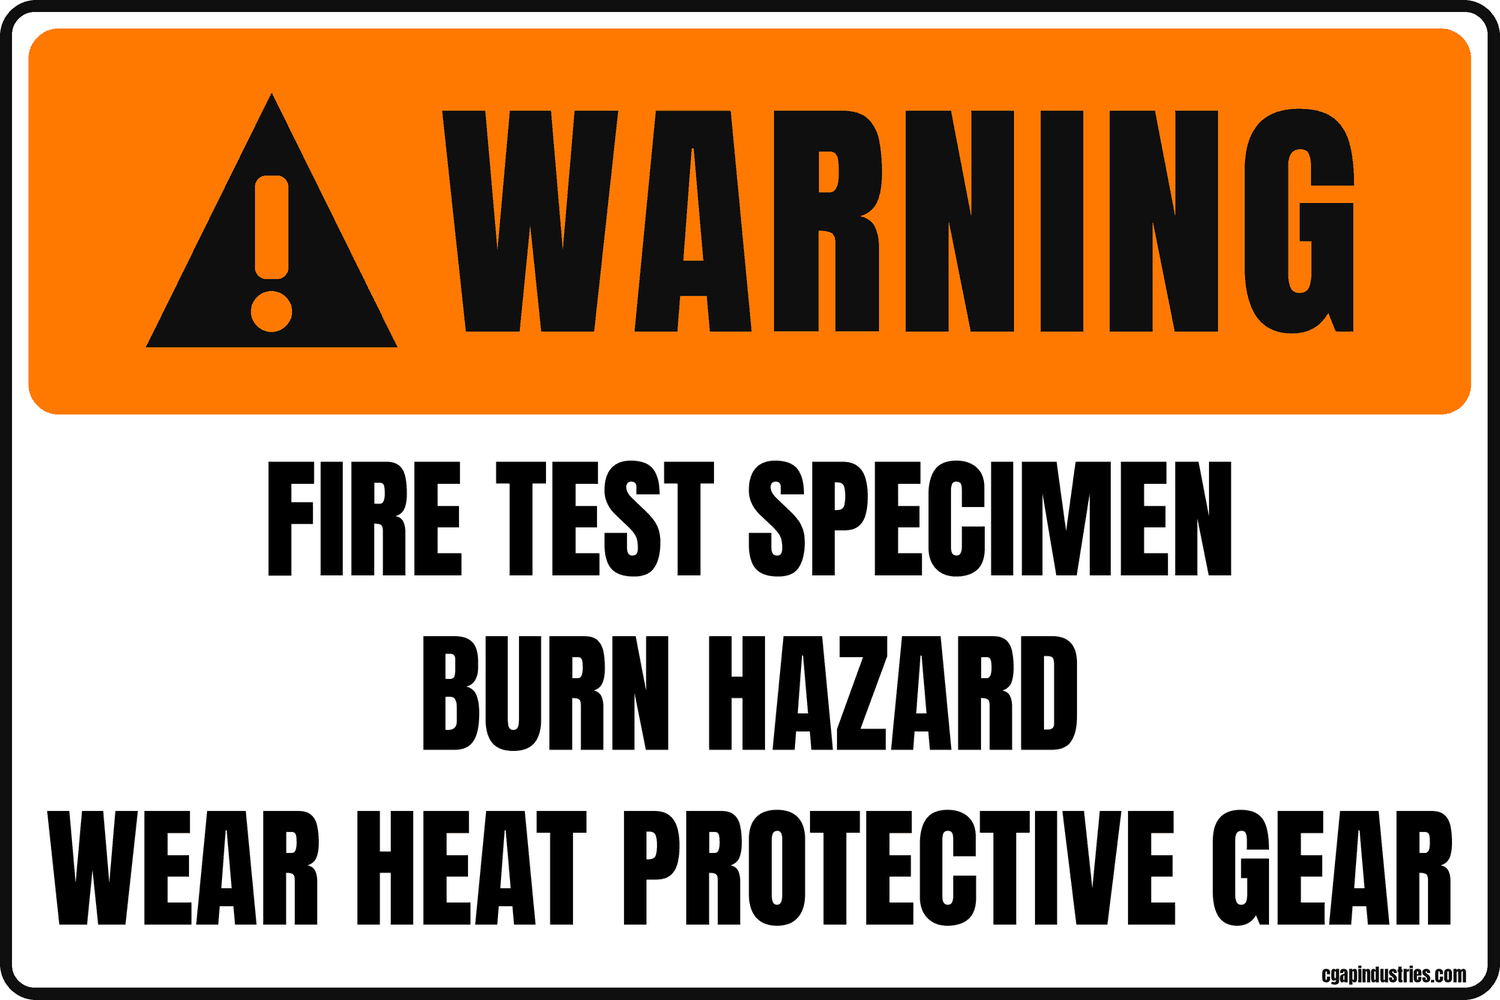 WARNING
FIRE TEST SPECIMEN
BURN HAZARD
WEAR HEAT PROTECTIVE GEAR
cgapindustries.com